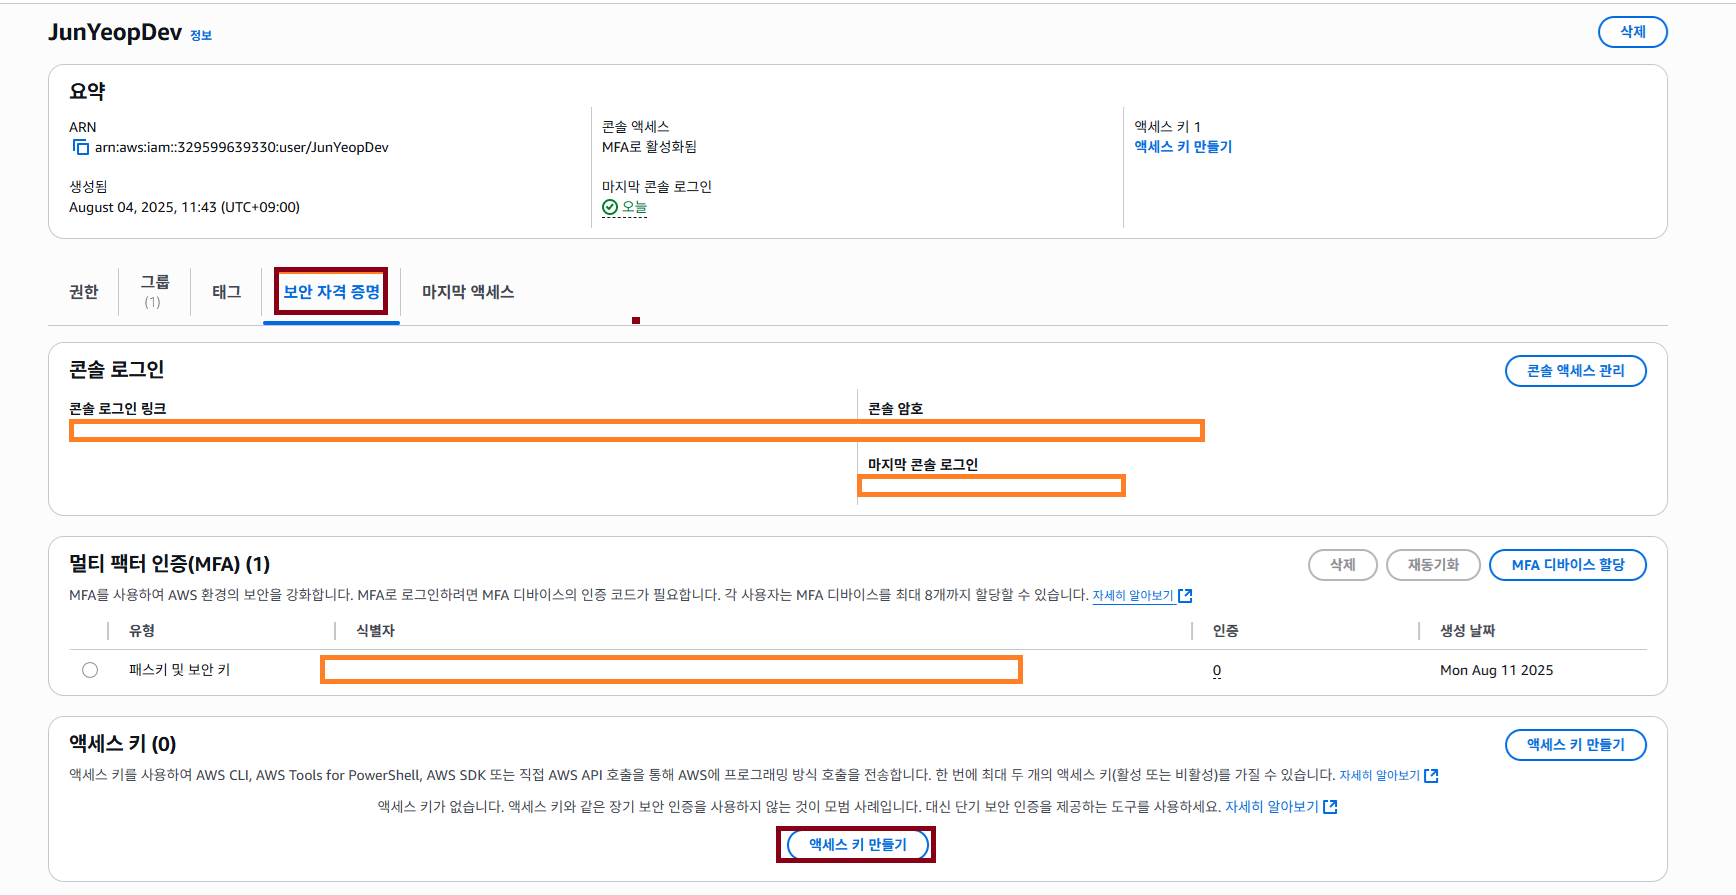 JunYeopDev 정보
삭제
요약
ARN
arn:aws:iam::329599639330:user/JunYeopDev
생성됨
August 04, 2025, 11:43 (UTC+09:00)
콘솔 액세스
MFA로 활성화됨
마지막 콘솔 로그인
오늘
액세스 키 1
액세스 키 만들기
권한
그룹
(1)
태그
보안 자격 증명
마지막 액세스
콘솔 로그인
콘솔 액세스 관리
콘솔 로그인 링크
콘솔 암호
마지막 콘솔 로그인
멀티 팩터 인증(MFA) (1)
삭제
재동기화
MFA 디바이스 할당
MFA를 사용하여 AWS 환경의 보안을 강화합니다. MFA로 로그인하려면 MFA 디바이스의 인증 코드가 필요합니다. 각 사용자는 MFA 디바이스를 최대 8개까지 할당할 수 있습니다. 자세히 알아보기
유형
식별자
인증
생성 날짜
패스키 및 보안 키
0
Mon Aug 11 2025
액세스 키 (0)
액세스 키 만들기
액세스 키를 사용하여 AWS CLI, AWS Tools for PowerShell, AWS SDK 또는 직접 AWS API 호출을 통해 AWS에 프로그래밍 방식 호출을 전송합니다. 한 번에 최대 두 개의 액세스 키(활성 또는 비활성)를 가질 수 있습니다. 자세히 알아보기
액세스 키가 없습니다. 액세스 키와 같은 장기 보안 인증을 사용하지 않는 것이 모범 사례입니다. 대신 단기 보안 인증을 제공하는 도구를 사용하세요. 자세히 알아보기
액세스 키 만들기